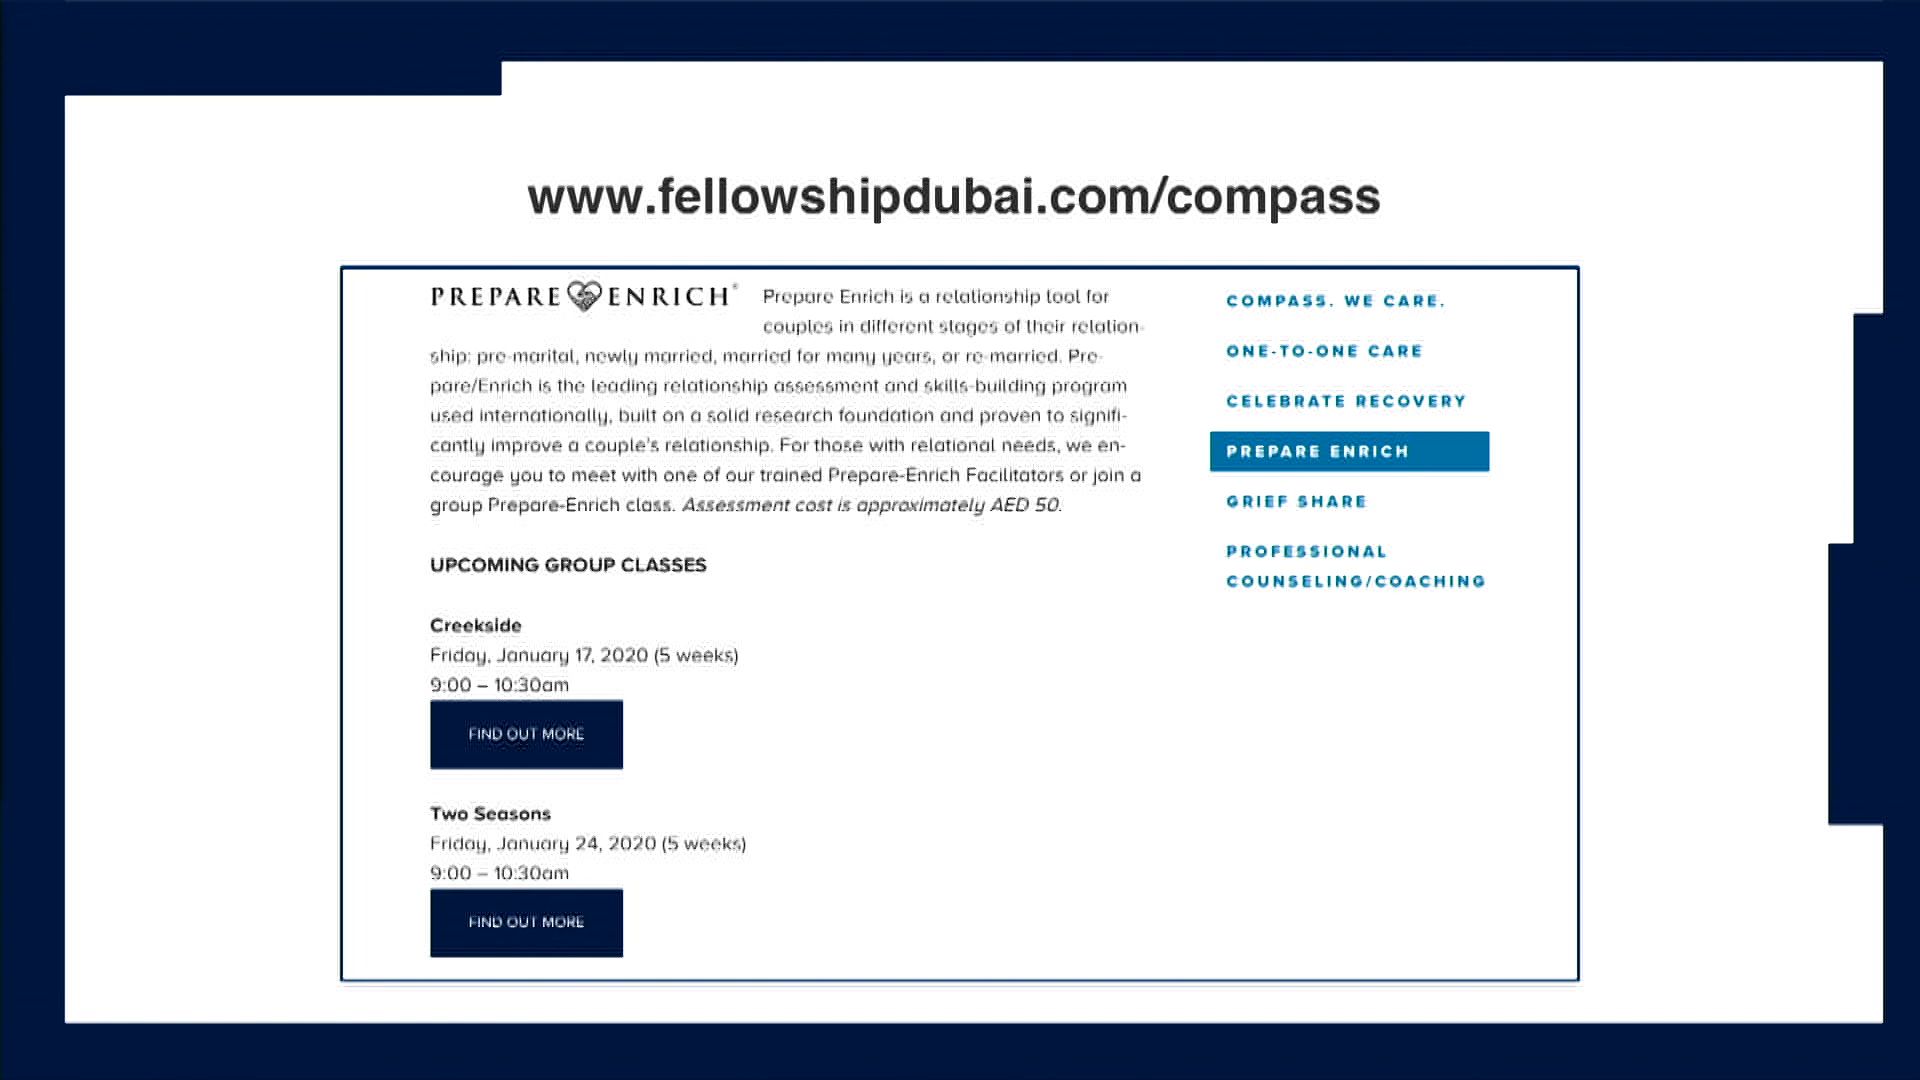 www.fellowshipdubai.com/compass
PREPARE ENRICH®
Prepare Enrich is a relationship tool for
couples in different stages of their relation-
ship: pre-marital, newly married, married for many years, or re-married. Pre-
pare/Enrich is the leading relationship assessment and skills-building program
used internationally, built on a solid research foundation and proven to signifi-
cantly improve a couple's relationship. For those with relational needs, we en-
courage you to meet with one of our trained Prepare-Enrich Facilitators or join a
group Prepare-Enrich class. Assessment cost is approximately AED 50.
UPCOMING GROUP CLASSES
Creekside
Friday, January 17, 2020 (5 weeks)
9:00 – 10:30am
FIND OUT MORE
Two Seasons
Friday, January 24, 2020 (5 weeks)
9:00 – 10:30am
FIND OUT MORE
COMPASS. WE CARE.
ONE-TO-ONE CARE
CELEBRATE RECOVERY
PREPARE ENRICH
GRIEF SHARE
PROFESSIONAL
COUNSELING/COACHING